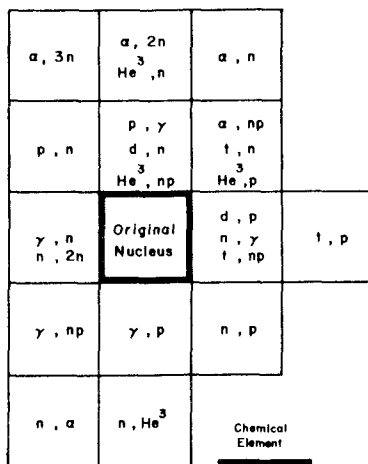 α, 3n
α, 2n
He³, n
α, n
p, n
p, γ
d, n
He³, np
α, np
t, n
He³, p
γ, n
n, 2n
Original
Nucleus
d, p
n, γ
t, np
t, p
γ, np
γ, p
n, p
n, α
n, He³
Chemical
Element